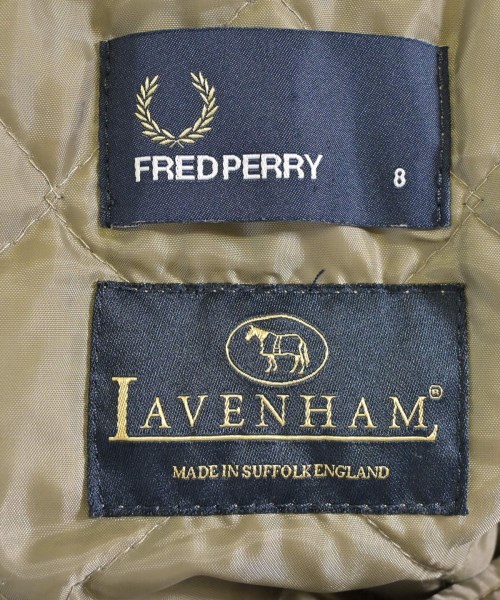 FRED PERRY
8
LAVENHAM®
MADE IN SUFFOLK ENGLAND